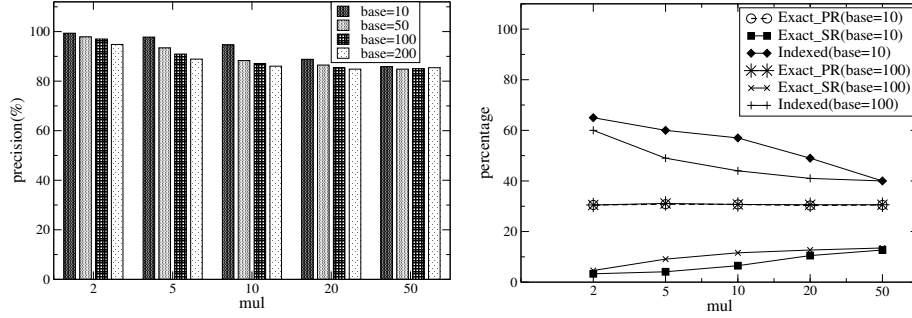 precision(%)
100
80
60
40
20
0
2
5
10
20
50
mul
base=10
base=50
base=100
base=200
percentage
100
80
60
40
20
0
2
5
10
20
50
mul
Exact_PR(base=10)
Exact_SR(base=10)
Indexed(base=10)
Exact_PR(base=100)
Exact_SR(base=100)
Indexed(base=100)